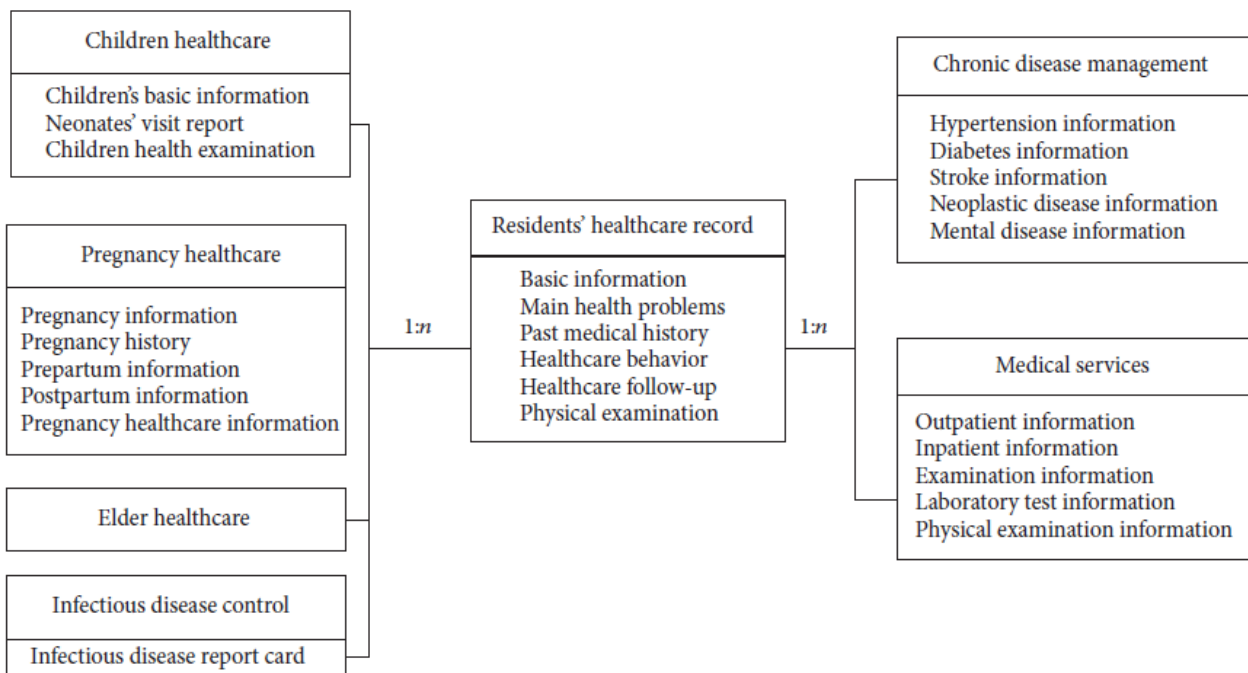 Children healthcare
Children's basic information
Neonates' visit report
Children health examination
Pregnancy healthcare
Pregnancy information
Pregnancy history
Prepartum information
Postpartum information
Pregnancy healthcare information
Elder healthcare
Infectious disease control
Infectious disease report card
1:n
Residents' healthcare record
Basic information
Main health problems
Past medical history
Healthcare behavior
Healthcare follow-up
Physical examination
1:n
Chronic disease management
Hypertension information
Diabetes information
Stroke information
Neoplastic disease information
Mental disease information
Medical services
Outpatient information
Inpatient information
Examination information
Laboratory test information
Physical examination information